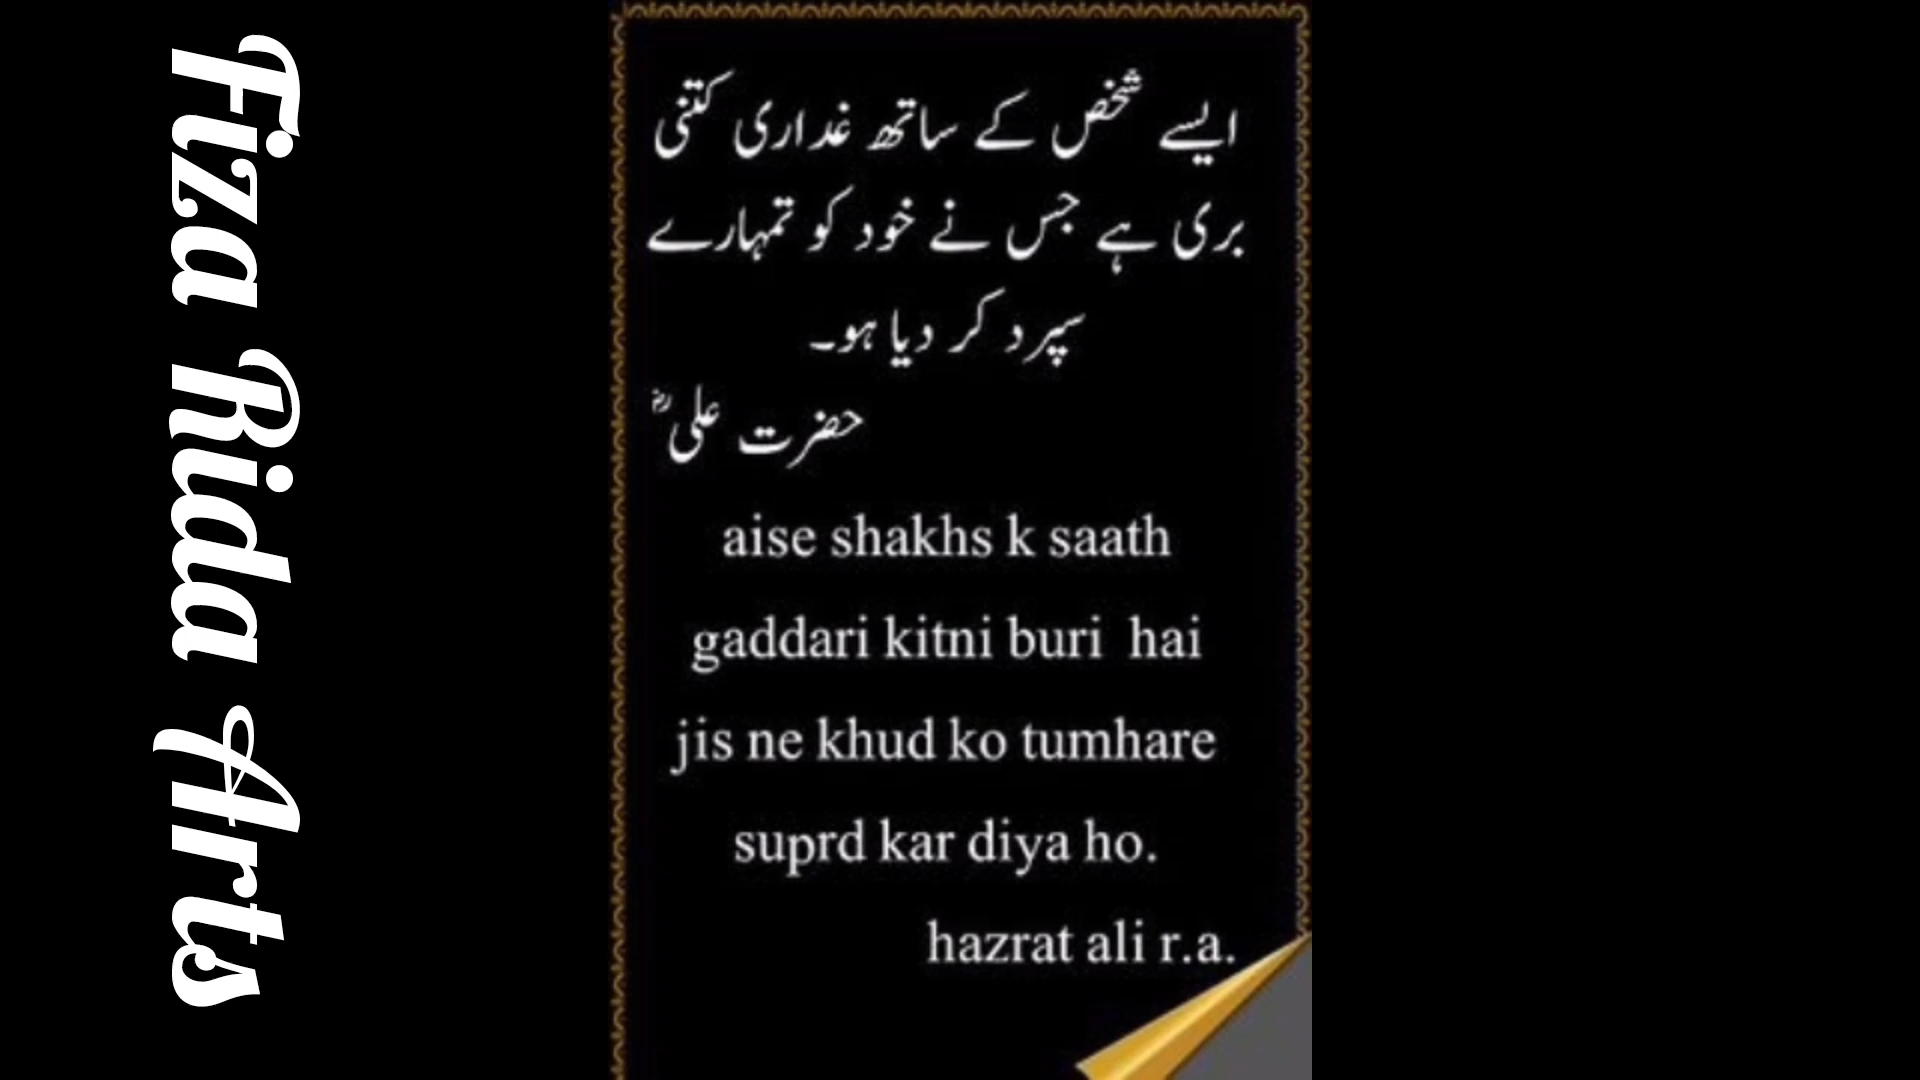 Fiza Rida Arts
ایسے شخص کے ساتھ غداری کتنی
بری ہے جس نے خود کو تمہارے
سپرد کر دیا ہو۔
حضرت علیؓ
aise shakhs k saath
gaddari kitni buri hai
jis ne khud ko tumhare
suprd kar diya ho.
hazrat ali r.a.